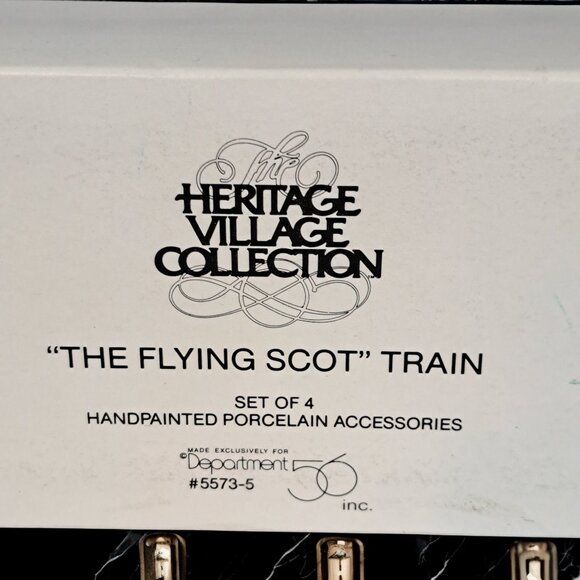 The
HERITAGE
VILLAGE
COLLECTION
“THE FLYING SCOT” TRAIN
SET OF 4
HANDPAINTED PORCELAIN ACCESSORIES
MADE EXCLUSIVELY FOR
©Department 56
#5573-5
inc.